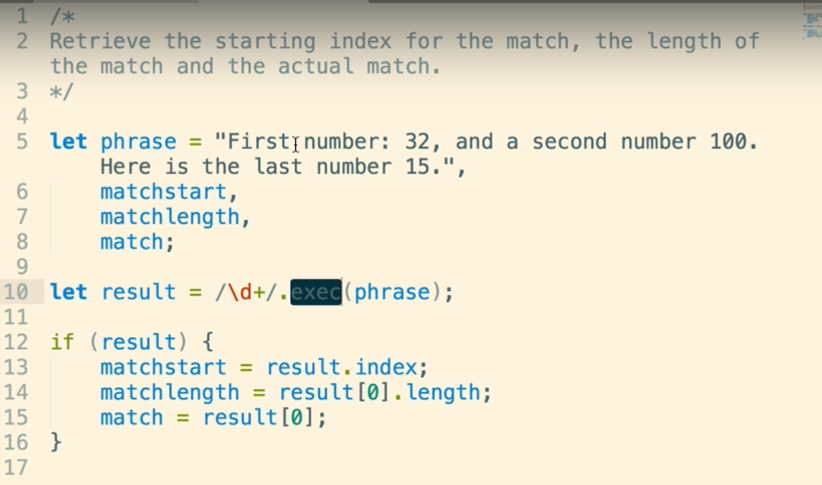 1 /*
2 Retrieve the starting index for the match, the length of
the match and the actual match.
3 */
4
5 let phrase = "First number: 32, and a second number 100.
Here is the last number 15.",
6 matchstart,
7 matchlength,
8 match;
9
10 let result = /\d+/.exec(phrase);
11
12 if (result) {
13 matchstart = result.index;
14 matchlength = result[0].length;
15 match = result[0];
16 }
17